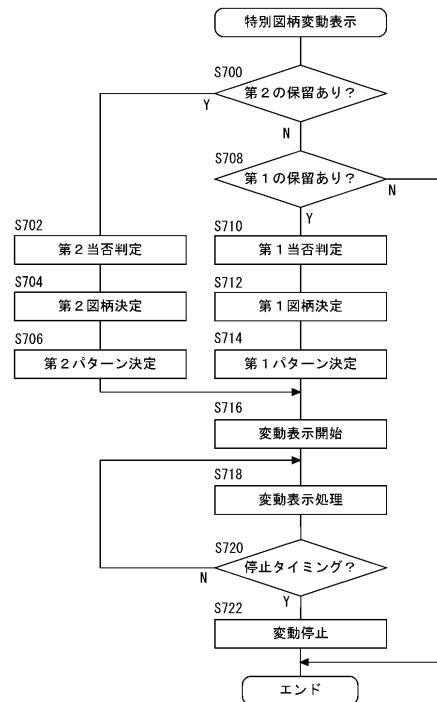 特別図柄変動表示
S700
第2の保留あり?
Y
N
S708
第1の保留あり?
N
Y
S702
第2当否判定
S710
第1当否判定
S704
第2図柄決定
S712
第1図柄決定
S706
第2パターン決定
S714
第1パターン決定
S716
変動表示開始
S718
変動表示処理
S720
停止タイミング?
N
Y
S722
変動停止
エンド